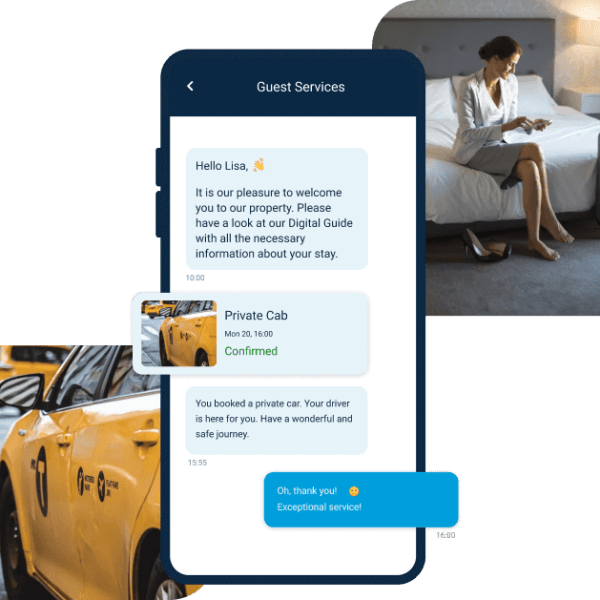 Guest Services
Hello Lisa, 👋
It is our pleasure to welcome
you to our property. Please
have a look at our Digital Guide
with all the necessary
information about your stay.
10:00
Private Cab
Mon 20, 16:00
Confirmed
You booked a private car. Your driver
is here for you. Have a wonderful and
safe journey.
15:55
Oh, thank you! 😊
Exceptional service!
16:00
T